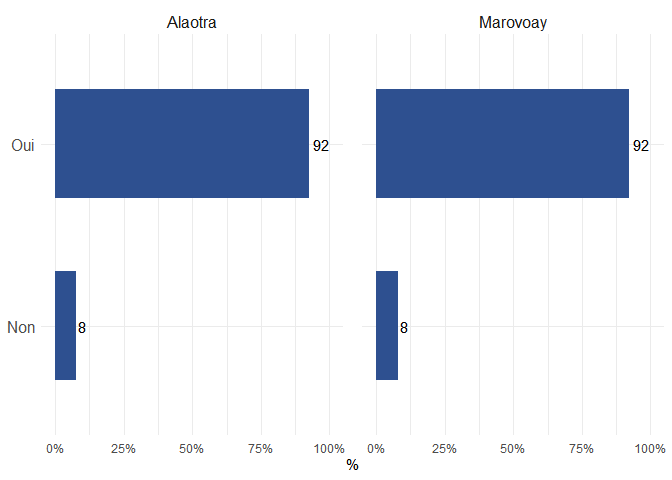 Alaotra Marovoay
Oui 92 92
Non 8 8
0% 25% 50% 75% 100% 0% 25% 50% 75% 100%
%